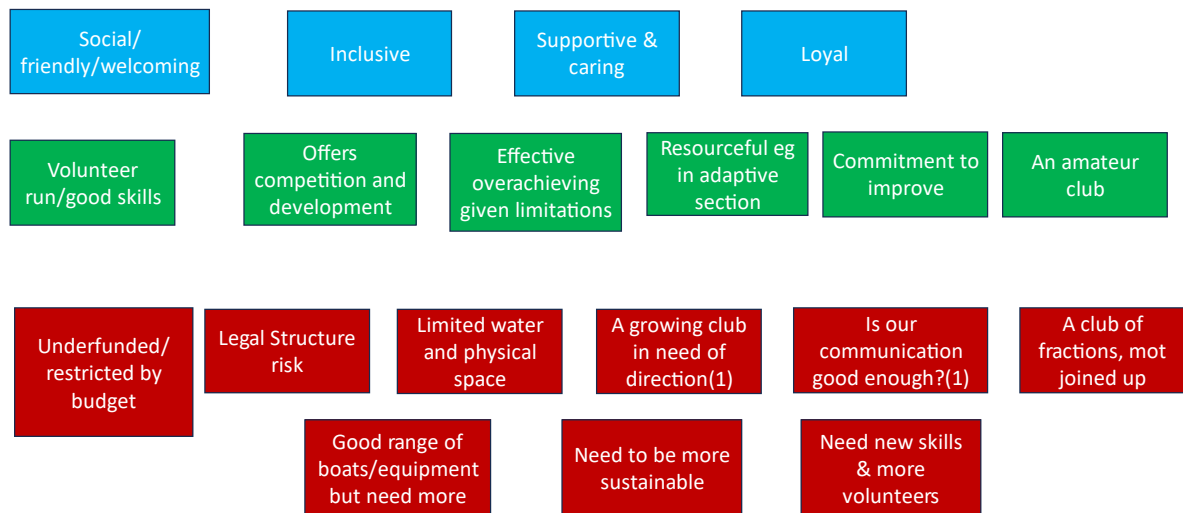 Social/
friendly/welcoming
Inclusive
Supportive &
caring
Loyal
Volunteer
run/good skills
Offers
competition and
development
Effective
overachieving
given limitations
Resourceful eg
in adaptive
section
Commitment to
improve
An amateur
club
Underfunded/
restricted by
budget
Legal Structure
risk
Limited water
and physical
space
A growing club
in need of
direction(1)
Is our
communication
good enough?(1)
A club of
fractions, mot
joined up
Good range of
boats/equipment
but need more
Need to be more
sustainable
Need new skills
& more
volunteers